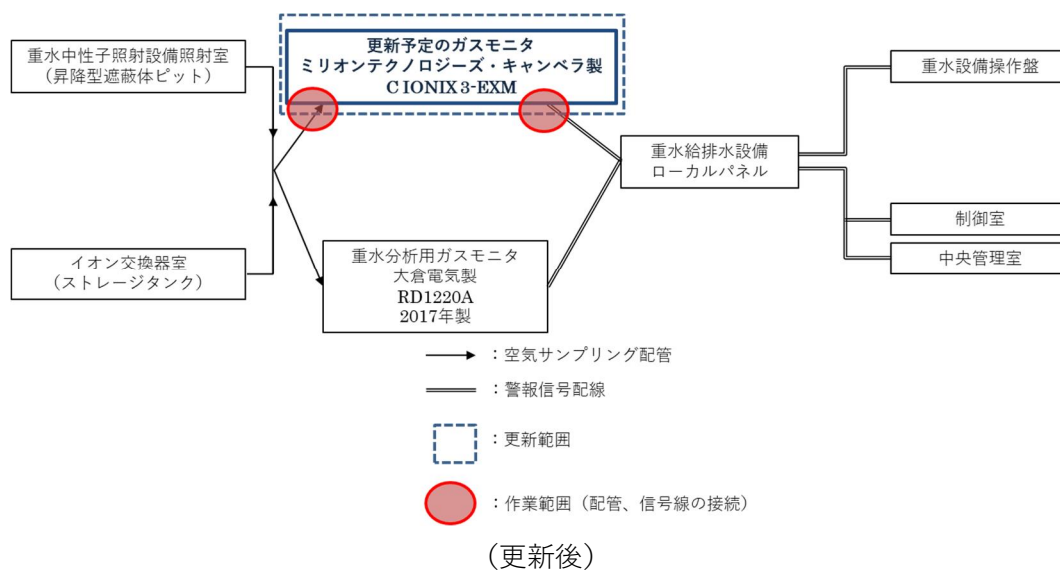 重水中性子照射設備照射室
(昇降型遮蔽体ピット)
更新予定のガスモニタ
ミリオンテクノロジーズ・キャンベラ製
C IONIX 3-EXM
重水設備操作盤
重水給排水設備
ローカルパネル
イオン交換器室
(ストレージタンク)
重水分析用ガスモニタ
大倉電気製
RD1220A
2017年製
制御室
中央管理室
：空気サンプリング配管
：警報信号配線
：更新範囲
：作業範囲（配管、信号線の接続）
（更新後）